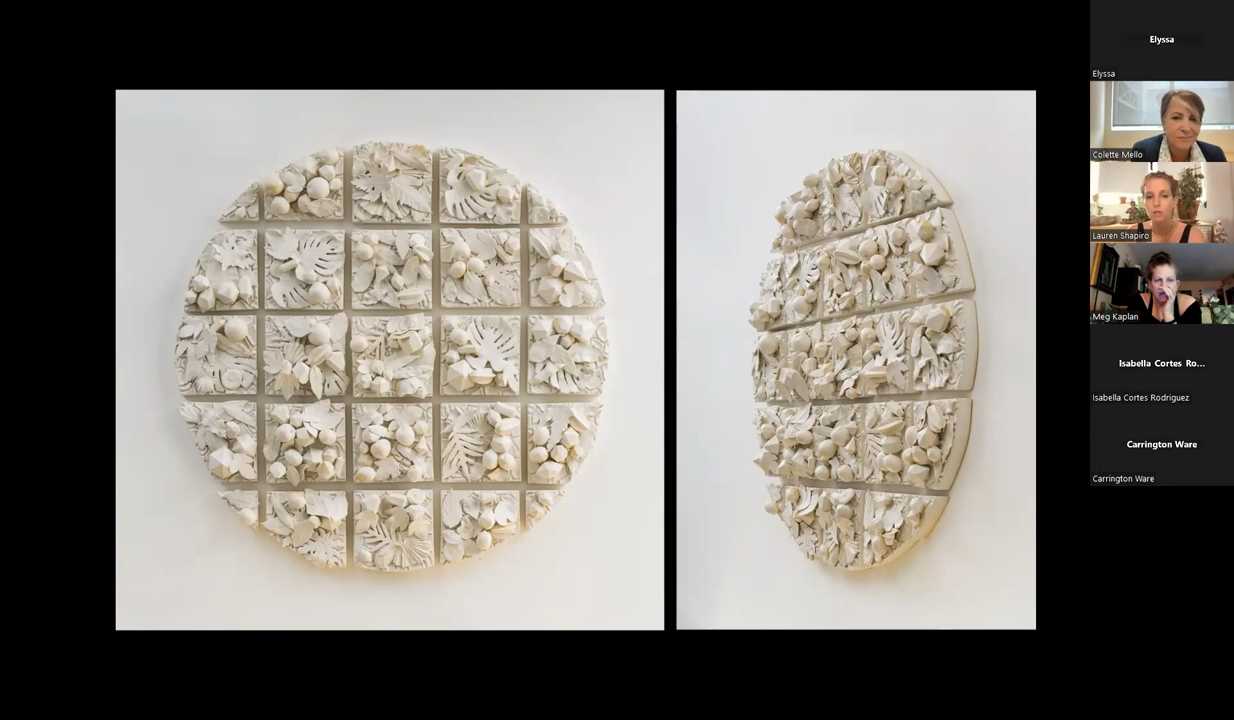 Elyssa
Elyssa
Colette Mello
Lauren Shapiro
Meg Kaplan
Isabella Cortes Ro...
Isabella Cortes Rodriguez
Carrington Ware
Carrington Ware